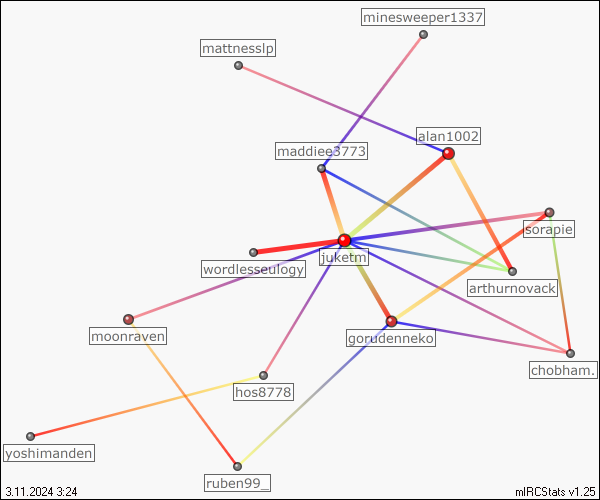 minesweeper1337
mattnesslp
alan1002
maddiee3773
sorapie
juketm
wordlesseulogy
arthurnovack
moonraven
gorudenneko
chobham.
hos8778
yoshimanden
ruben99_
3.11.2024 3:24
mIRCStats v1.25